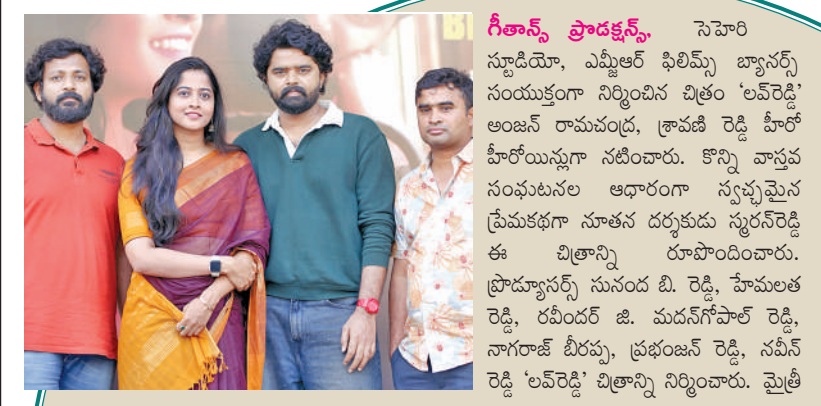 గీతాన్స్ ప్రొడక్షన్స్, సెహెరి
స్టూడియో, ఎమ్జీఆర్ ఫిలిమ్స్ బ్యానర్స్
సంయుక్తంగా నిర్మించిన చిత్రం ‘లవ్‌రెడ్డి’
అంజన్ రామచంద్ర, శ్రావణి రెడ్డి హీరో
హీరోయిన్లుగా నటించారు. కొన్ని వాస్తవ
సంఘటనల ఆధారంగా స్వచ్ఛమైన
ప్రేమకథగా నూతన దర్శకుడు స్మరన్‌రెడ్డి
ఈ చిత్రాన్ని రూపొందించారు.
ప్రొడ్యూసర్స్ సునంద బి. రెడ్డి, హేమలత
రెడ్డి, రవీందర్ జి. మదన్‌గోపాల్ రెడ్డి,
నాగరాజ్ బీరప్ప, ప్రభంజన్ రెడ్డి, నవీన్
రెడ్డి ‘లవ్‌రెడ్డి’ చిత్రాన్ని నిర్మించారు. మైత్రీ